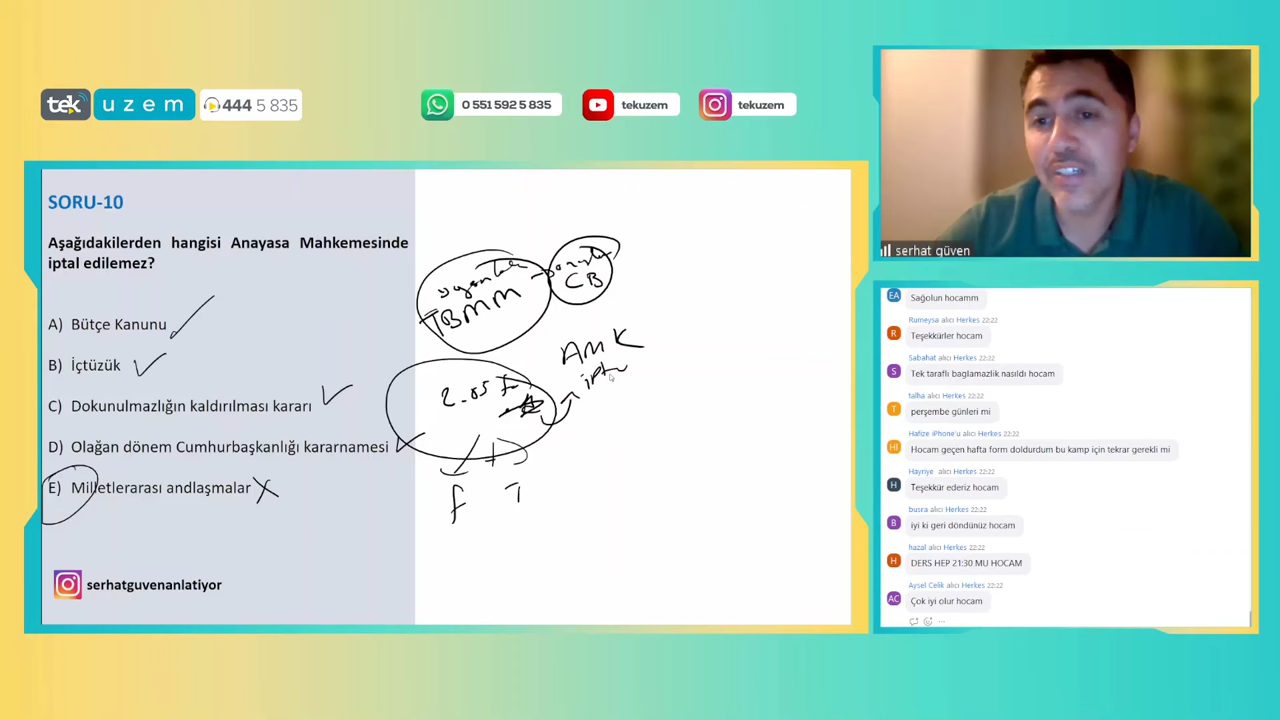 tek uzem 444 5 835
0 551 592 5 835
tekuzem
tekuzem
SORU-10
Aşağıdakilerden hangisi Anayasa Mahkemesinde
iptal edilemez?
A) Bütçe Kanunu
B) İçtüzük
C) Dokunulmazlığın kaldırılması kararı
D) Olağan dönem Cumhurbaşkanlığı kararnamesi
E) Milletlerarası andlaşmalar
serhatguvenanlatiyor
TBMM
CB
AMK
serhat güven
EA Sağolun hocamm
Rumeysa alıcı Herkes 22:22
R Teşekkürler hocam
Sabahat alıcı Herkes 22:22
S Tek taraflı baglamazlik nasıldı hocam
talha alıcı Herkes 22:22
T perşembe günleri mi
Hafize iPhone'u alıcı Herkes 22:22
Hİ Hocam geçen hafta form doldurdum bu kamp için tekrar gerekli mi
Hayriye alıcı Herkes 22:22
H Teşekkür ederiz hocam
busra alıcı Herkes 22:22
B iyi ki geri döndünüz hocam
hazal alıcı Herkes 22:22
H DERS HEP 21:30 MU HOCAM
Aysel Celik alıcı Herkes 22:22
AC Çok iyi olur hocam